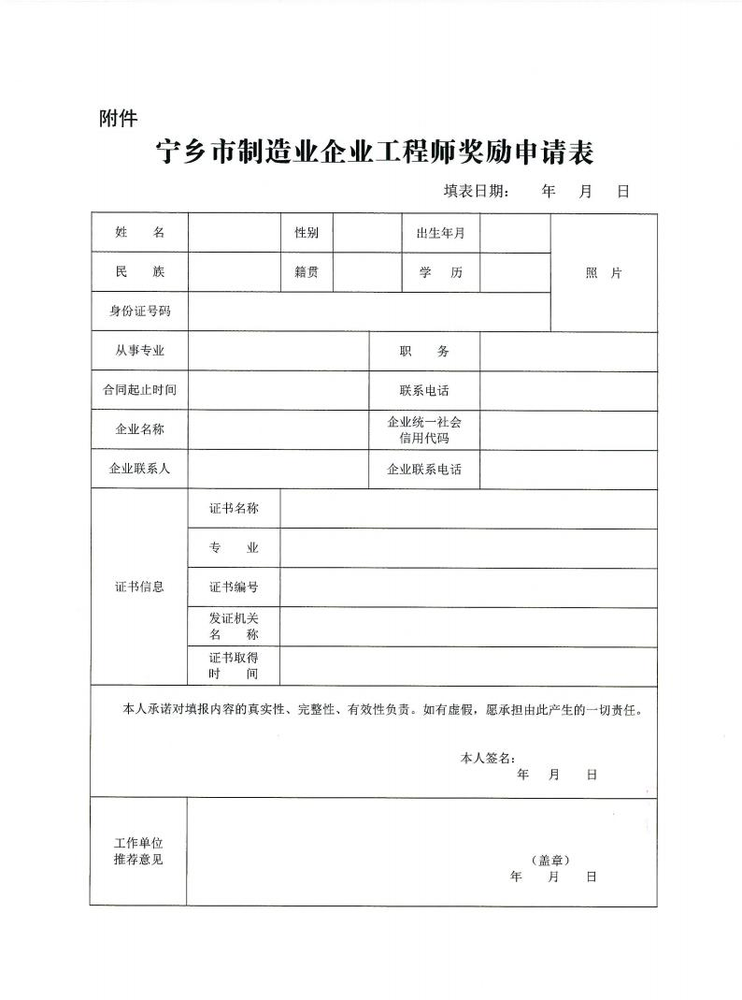 附件
宁乡市制造业企业工程师奖励申请表
填表日期： 年 月 日
姓 名 性别 出生年月
照 片
民 族 籍贯 学 历
身份证号码
从事专业 职 务
合同起止时间 联系电话
企业名称 企业统一社会
信用代码
企业联系人 企业联系电话
证书信息
证书名称
专 业
证书编号
发证机关
名 称
证书取得
时 间
本人承诺对填报内容的真实性、完整性、有效性负责。如有虚假，愿承担由此产生的一切责任。
本人签名：
年 月 日
工作单位
推荐意见
（盖章）
年 月 日